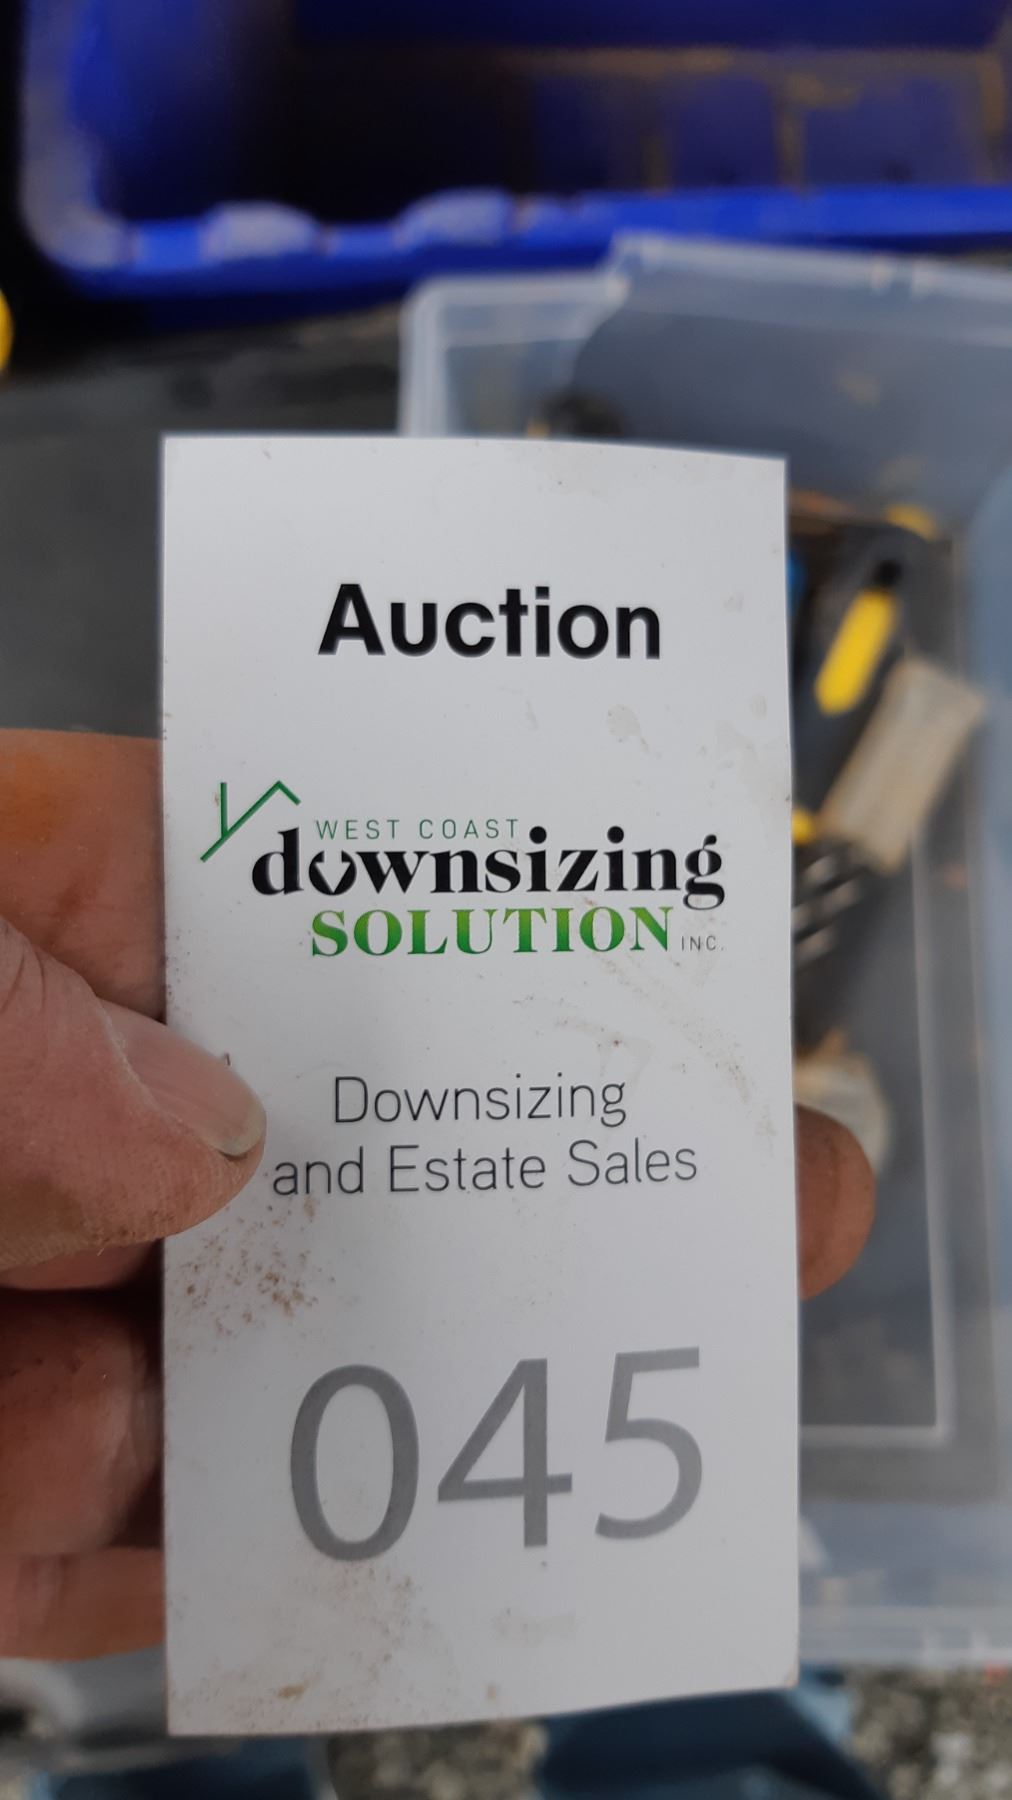 Auction
WEST COAST
downsizing
SOLUTION INC.
Downsizing
and Estate Sales
045